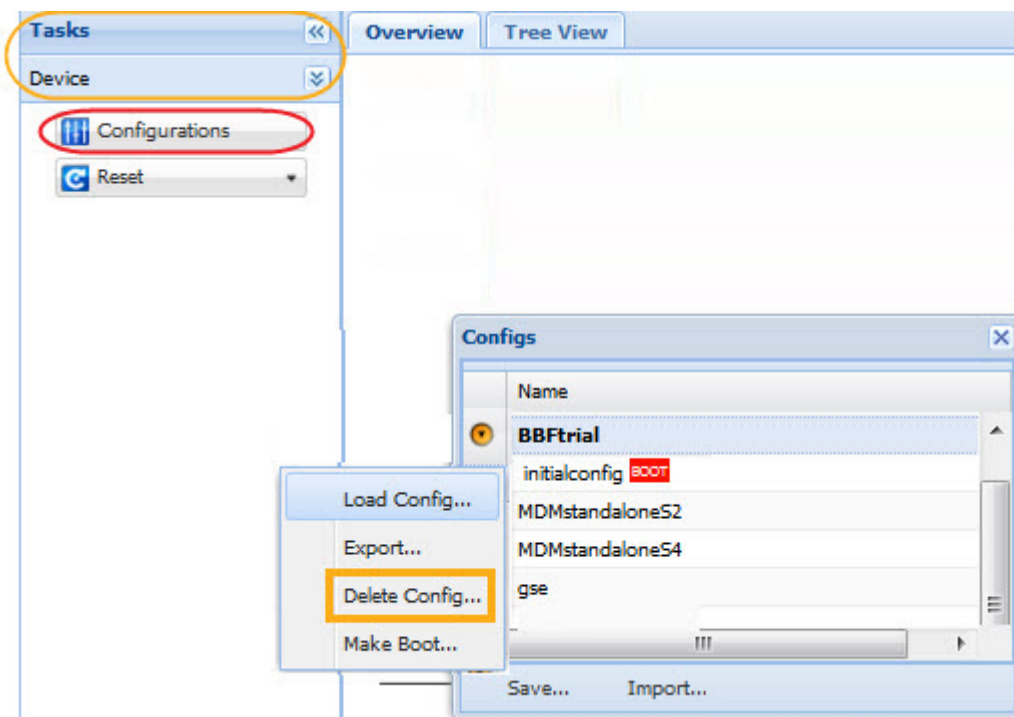 Tasks
Overview
Tree View
Device
Configurations
Reset
Configs
Name
BBFtrial
initialconfig BOOT
MDMstandaloneS2
MDMstandaloneS4
gse
Load Config...
Export...
Delete Config...
Make Boot...
Save...
Import...